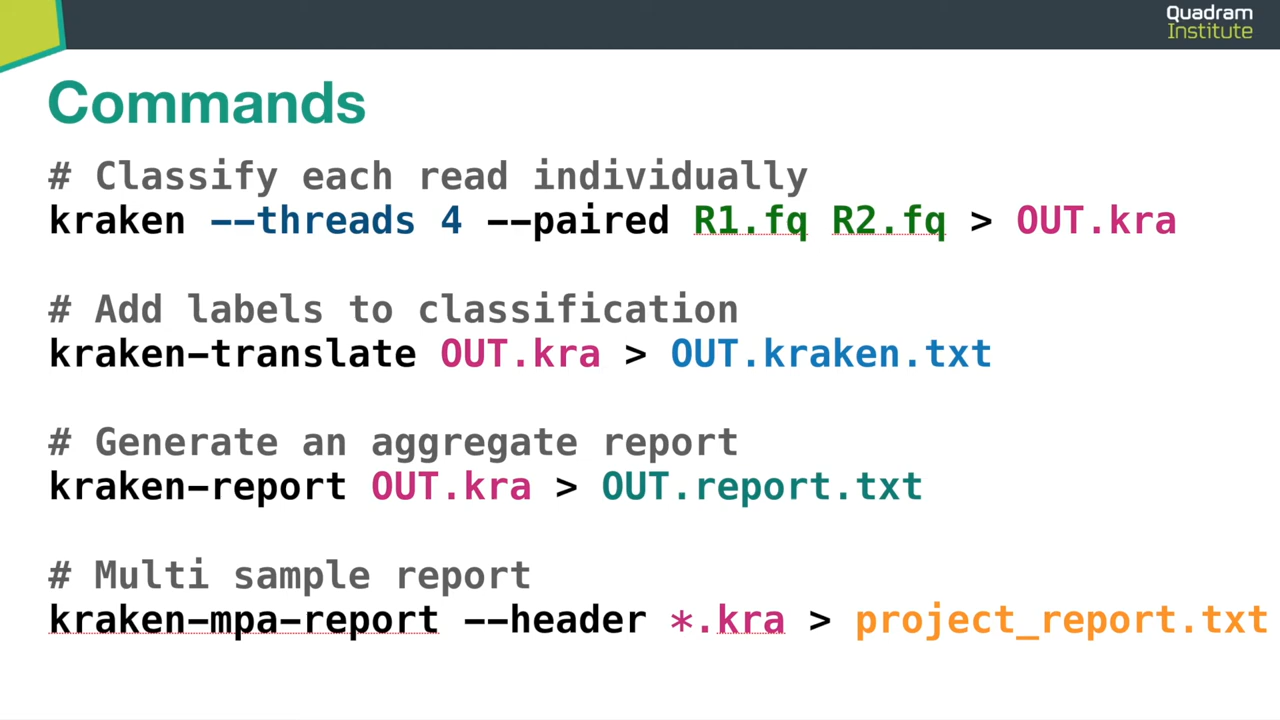 Quadram
Institute
Commands
# Classify each read individually
kraken --threads 4 --paired R1.fq R2.fq > OUT.kra
# Add labels to classification
kraken-translate OUT.kra > OUT.kraken.txt
# Generate an aggregate report
kraken-report OUT.kra > OUT.report.txt
# Multi sample report
kraken-mpa-report --header *.kra > project_report.txt